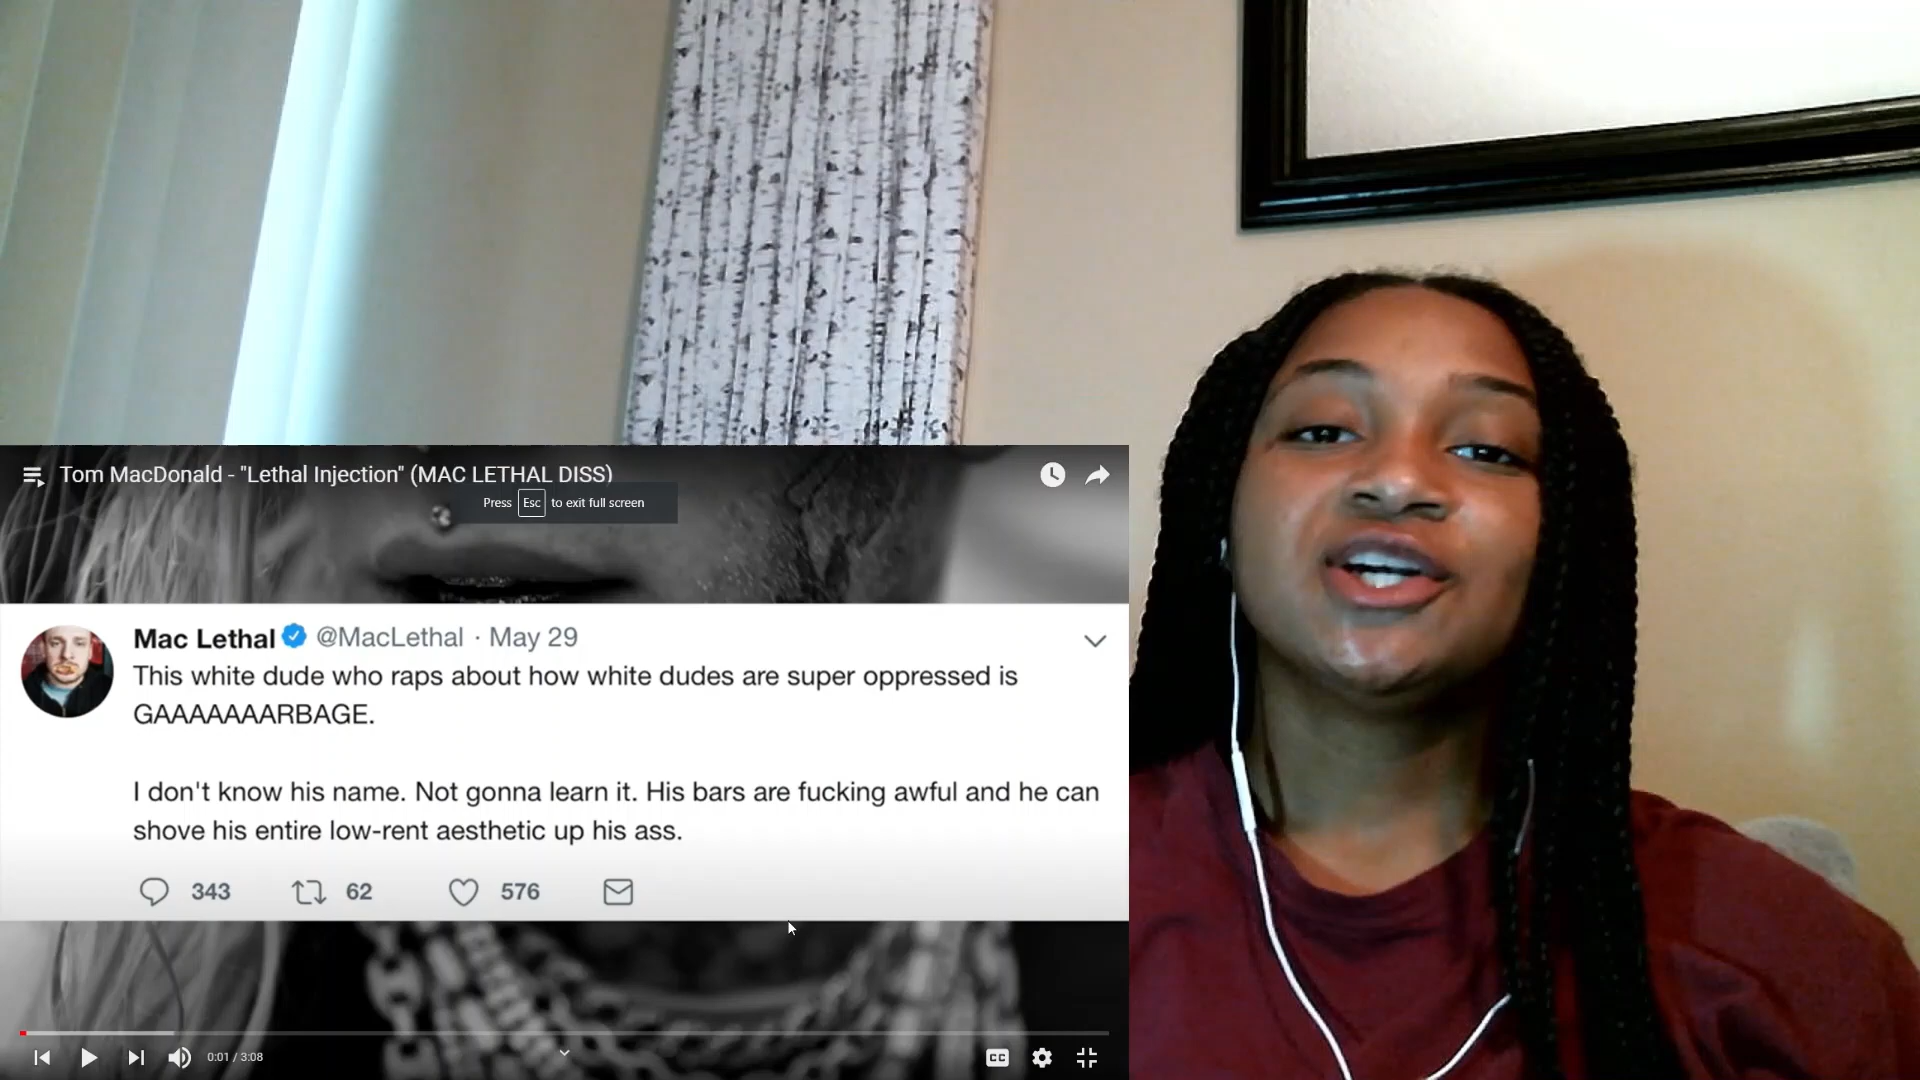 Tom MacDonald - "Lethal Injection" (MAC LETHAL DISS)
Press Esc to exit full screen
Mac Lethal @MacLethal · May 29
This white dude who raps about how white dudes are super oppressed is
GAAAAAAARBAGE.
I don't know his name. Not gonna learn it. His bars are fucking awful and he can
shove his entire low-rent aesthetic up his ass.
343 62 576
0:01 / 3:08 CC